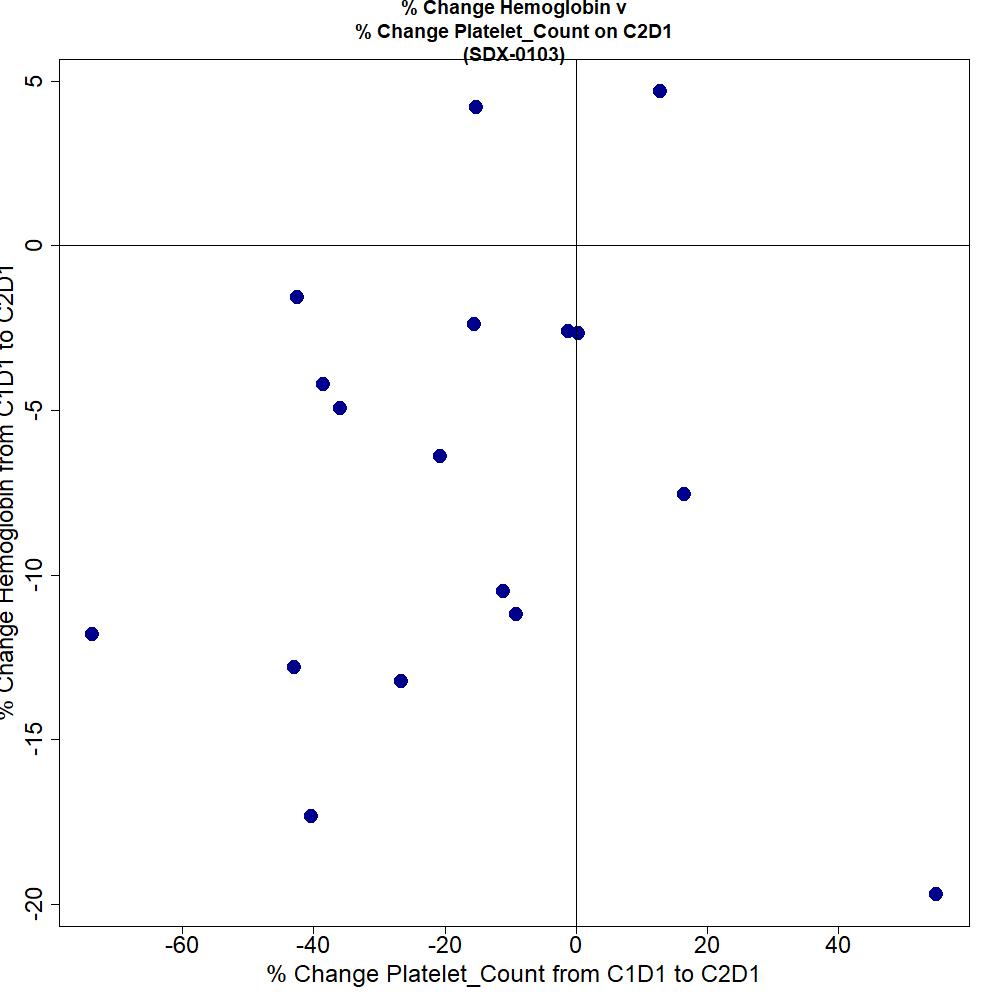 % Change Hemoglobin v
% Change Platelet_Count on C2D1
(SDX-0103)
% Change Hemoglobin from C1D1 to C2D1
5
0
-5
-10
-15
-20
-60
-40
-20
0
20
40
% Change Platelet_Count from C1D1 to C2D1